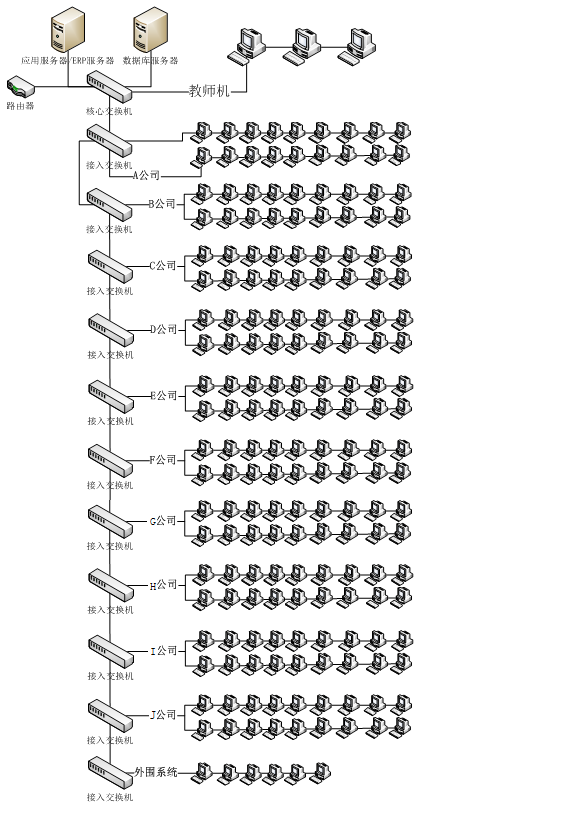 应用服务器/ERP服务器 数据库服务器
路由器
核心交换机
教师机
接入交换机
A公司
B公司
接入交换机
C公司
接入交换机
D公司
接入交换机
E公司
接入交换机
F公司
接入交换机
G公司
接入交换机
H公司
接入交换机
I公司
接入交换机
J公司
接入交换机
外围系统
接入交换机